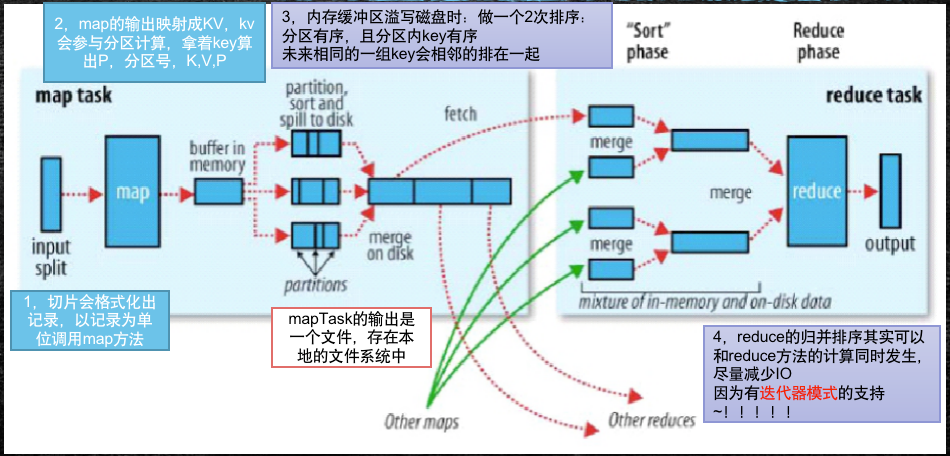 2，map的输出映射成KV，kv
会参与分区计算，拿着key算
出P，分区号，K,V,P
3，内存缓冲区溢写磁盘时：做一个2次排序：
分区有序，且分区内key有序
未来相同的一组key会相邻的排在一起
“Sort”
phase
Reduce
phase
map task
partition,
sort and
spill to disk
fetch
reduce task
buffer in
memory
map
merge
merge
reduce
input
split
merge
on disk
merge
output
partitions
mixture of in-memory and on-disk data
1，切片会格式化出
记录，以记录为单
位调用map方法
mapTask的输出是
一个文件，存在本
地的文件系统中
4，reduce的归并排序其实可以
和reduce方法的计算同时发生，
尽量减少IO
因为有迭代器模式的支持
~！！！！！
Other maps
Other reduces